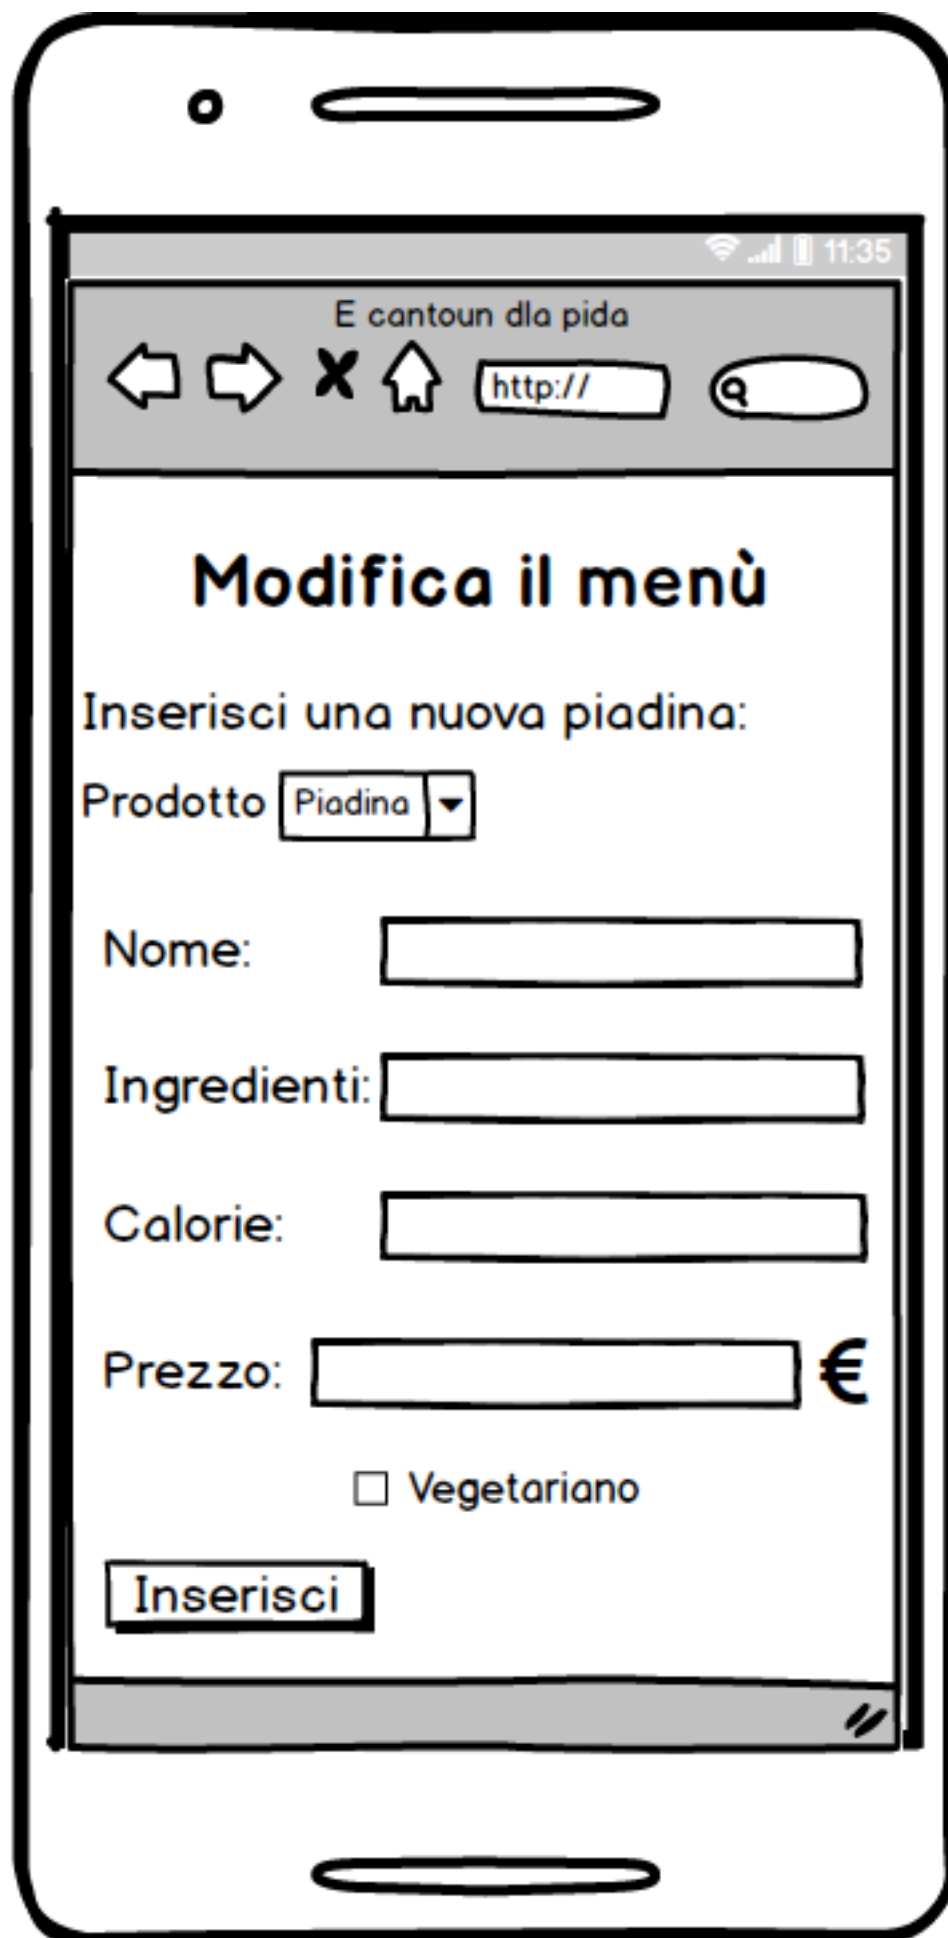 11:35
E cantoun dla pida
http://
Modifica il menù
Inserisci una nuova piadina:
Prodotto Piadina
Nome:
Ingredienti:
Calorie:
Prezzo: €
Vegetariano
Inserisci